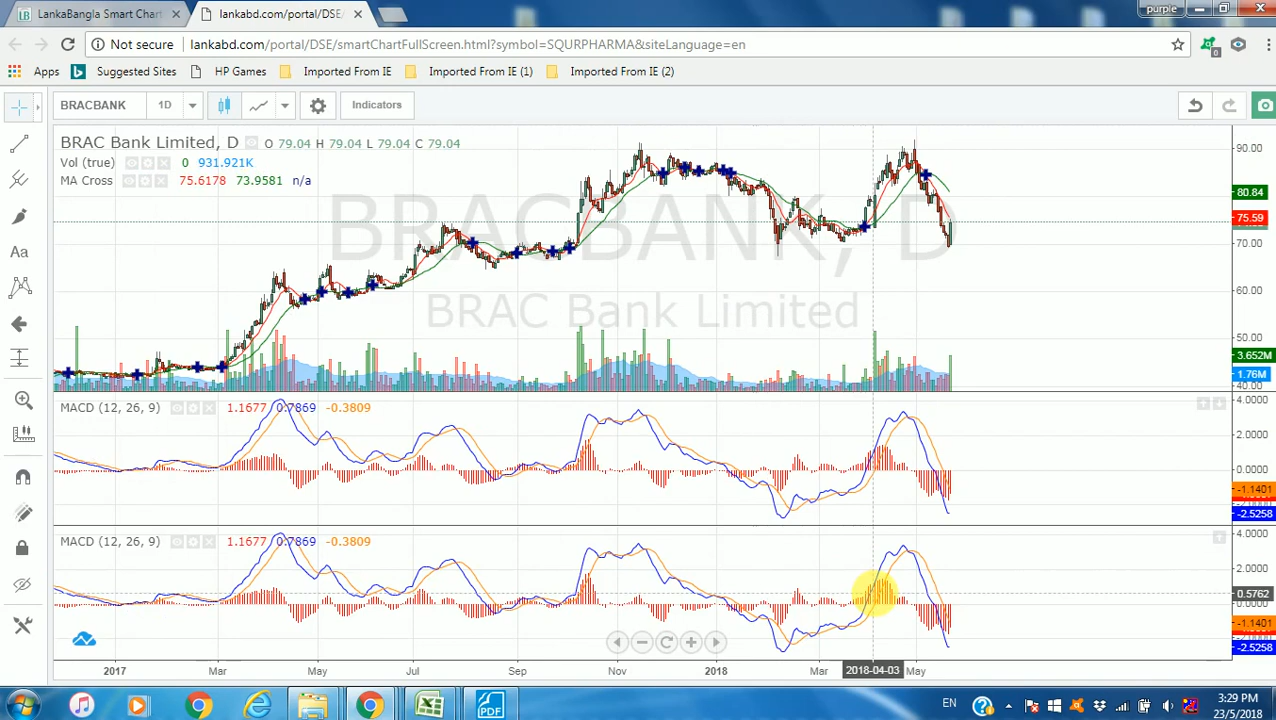 LankaBangla Smart Chart
lankabd.com/portal/DSE/
purple
Not secure
lankabd.com/portal/DSE/smartChartFullScreen.html?symbol=SQURPHARMA&siteLanguage=en
0
Apps
Suggested Sites
HP Games
Imported From IE
Imported From IE (1)
Imported From IE (2)
BRACBANK
1D
Indicators
BRAC Bank Limited, D
O 79.04 H 79.04 L 79.04 C 79.04
Vol (true)
0 931.921K
MA Cross
75.6178 73.9581 n/a
BRACBANK, D
BRAC Bank Limited
90.00
80.84
75.59
70.00
60.00
50.00
3.652M
1.76M
40.00
MACD (12, 26, 9)
1.1677 0.7869 -0.3809
4.0000
2.0000
0.0000
-1.1401
-2.5258
MACD (12, 26, 9)
1.1677 0.7869 -0.3809
4.0000
2.0000
0.5762
0.0000
-1.1401
-2.5258
2017
Mar
May
Jul
Sep
Nov
2018
Mar
2018-04-03
May
Aa
PDF
EN
3:29 PM
23/5/2018